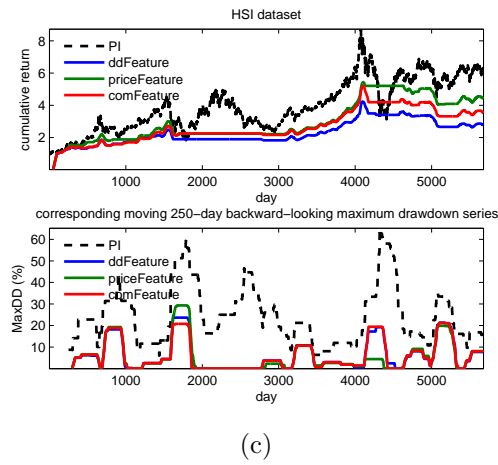 HSI dataset
cumulative return
8
6
4
2
PI
ddFeature
priceFeature
comFeature
1000 2000 3000 4000 5000
day
corresponding moving 250-day backward-looking maximum drawdown series
MaxDD (%)
60
50
40
30
20
10
PI
ddFeature
priceFeature
comFeature
1000 2000 3000 4000 5000
day
(c)